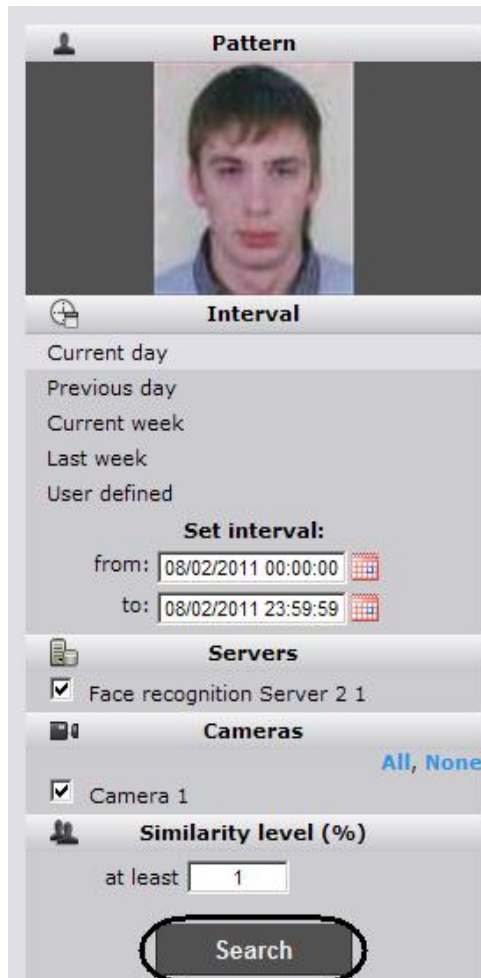 Pattern
Interval
Current day
Previous day
Current week
Last week
User defined
Set interval:
from: 08/02/2011 00:00:00
to: 08/02/2011 23:59:59
Servers
Face recognition Server 2 1
Cameras
All, None
Camera 1
Similarity level (%)
at least 1
Search